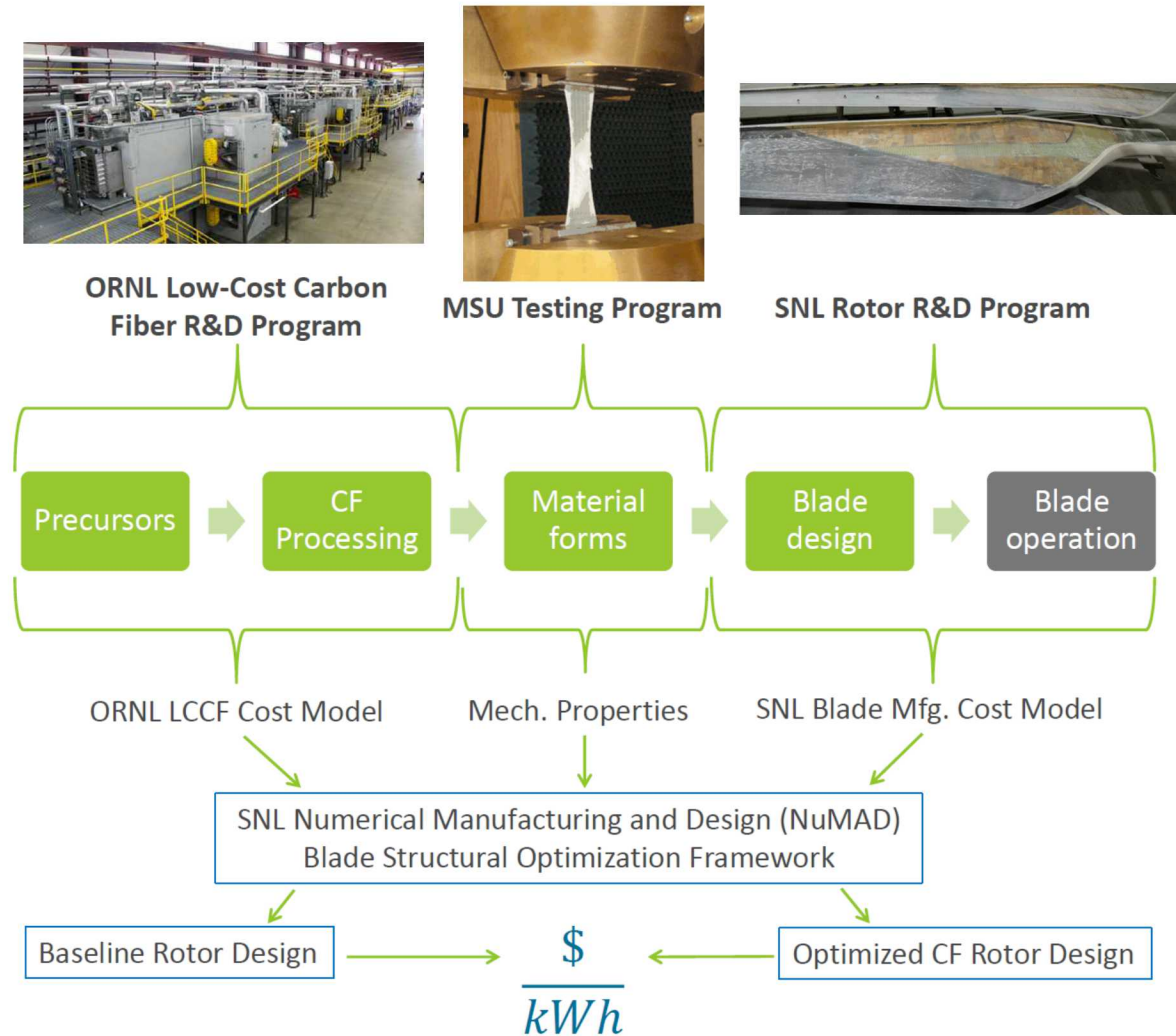 ORNL Low-Cost Carbon
Fiber R&D Program
MSU Testing Program
SNL Rotor R&D Program
Precursors
CF
Processing
Material
forms
Blade
design
Blade
operation
ORNL LCCF Cost Model
Mech. Properties
SNL Blade Mfg. Cost Model
SNL Numerical Manufacturing and Design (NuMAD)
Blade Structural Optimization Framework
Baseline Rotor Design
$
kWh
Optimized CF Rotor Design